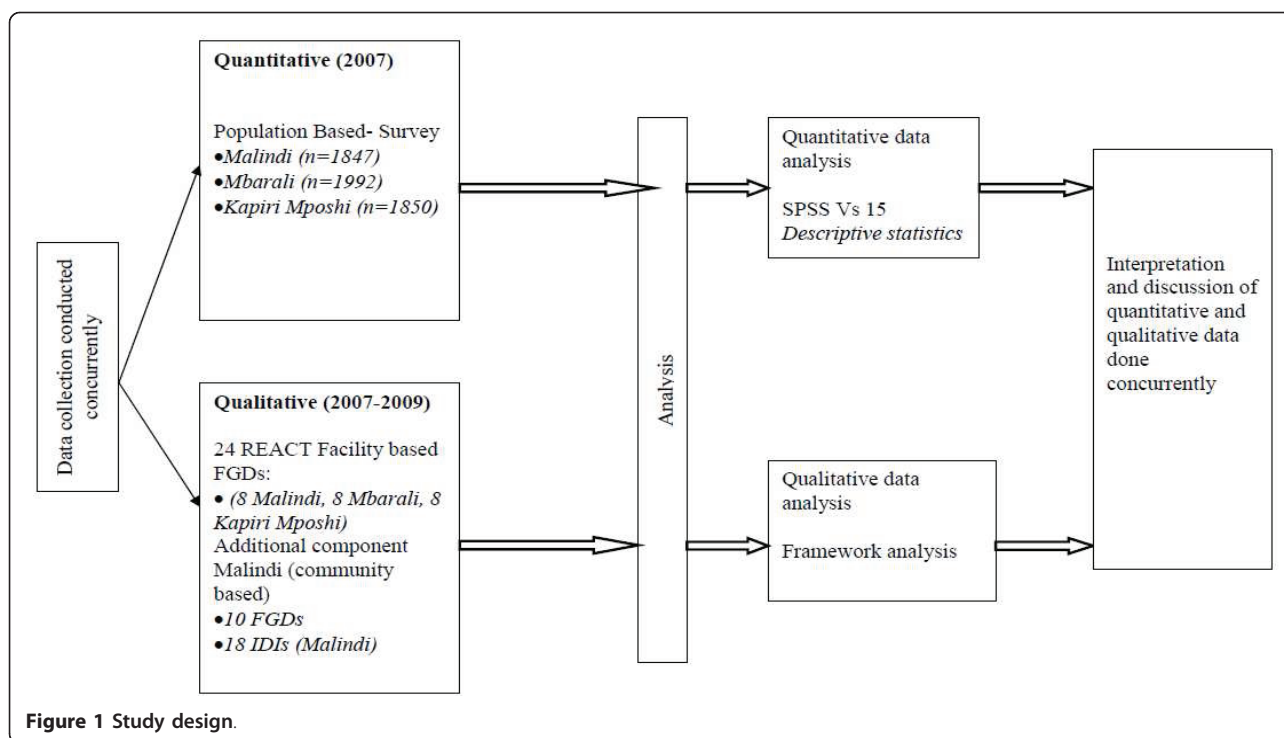 Data collection conducted
concurrently
Quantitative (2007)
Population Based- Survey
•Malindi (n=1847)
•Mbarali (n=1992)
•Kapiri Mposhi (n=1850)
Qualitative (2007-2009)
24 REACT Facility based
FGDs:
• (8 Malindi, 8 Mbarali, 8
Kapiri Mposhi)
Additional component
Malindi (community
based)
•10 FGDs
•18 IDIs (Malindi)
Analysis
Quantitative data
analysis
SPSS Vs 15
Descriptive statistics
Qualitative data
analysis
Framework analysis
Interpretation
and discussion of
quantitative and
qualitative data
done
concurrently
Figure 1 Study design.